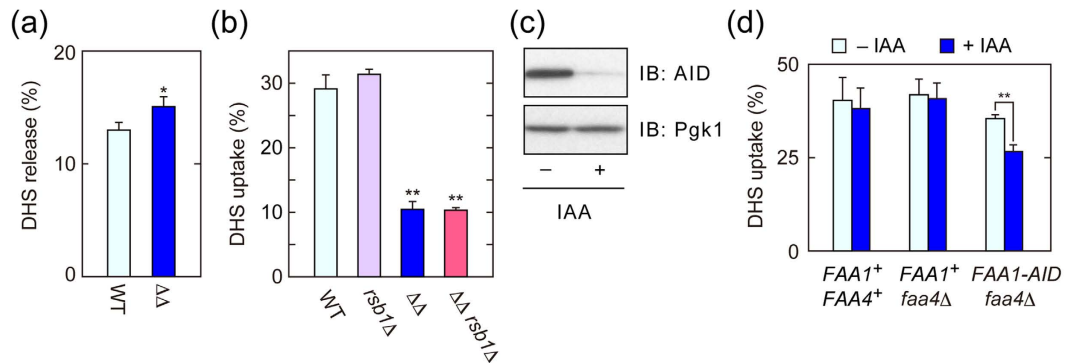 (a)
20
10
0
DHS release (%)
*
WT
ΔΔ
(b)
30
20
10
0
DHS uptake (%)
**
**
WT
rsb1Δ
ΔΔ
ΔΔ rsb1Δ
(c)
IB: AID
IB: Pgk1
– +
IAA
(d)
– IAA + IAA
50
25
0
DHS uptake (%)
**
FAA1⁺ FAA1⁺ FAA1-AID
FAA4⁺ faa4Δ faa4Δ